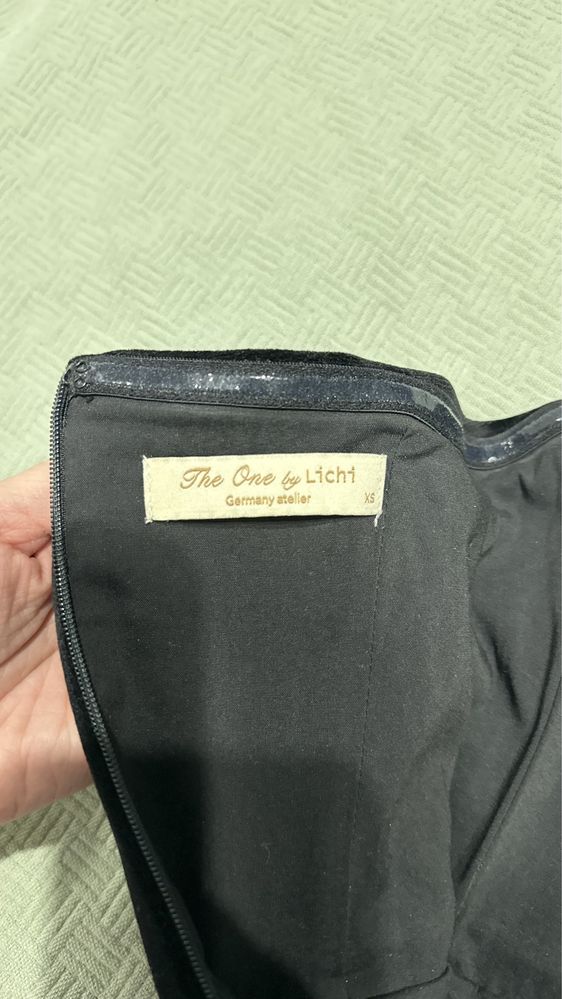 The One by Lichi
Germany atelier
XS